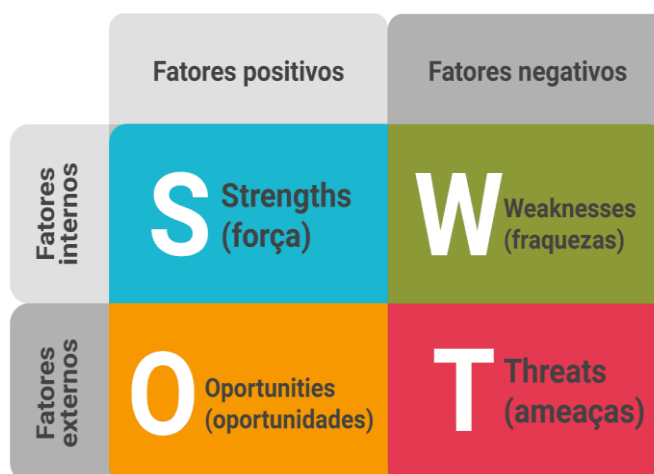 Fatores positivos
Fatores negativos
Fatores
internos
S
Strengths
(força)
W
Weaknesses
(fraquezas)
Fatores
externos
O
Oportunities
(oportunidades)
T
Threats
(ameaças)